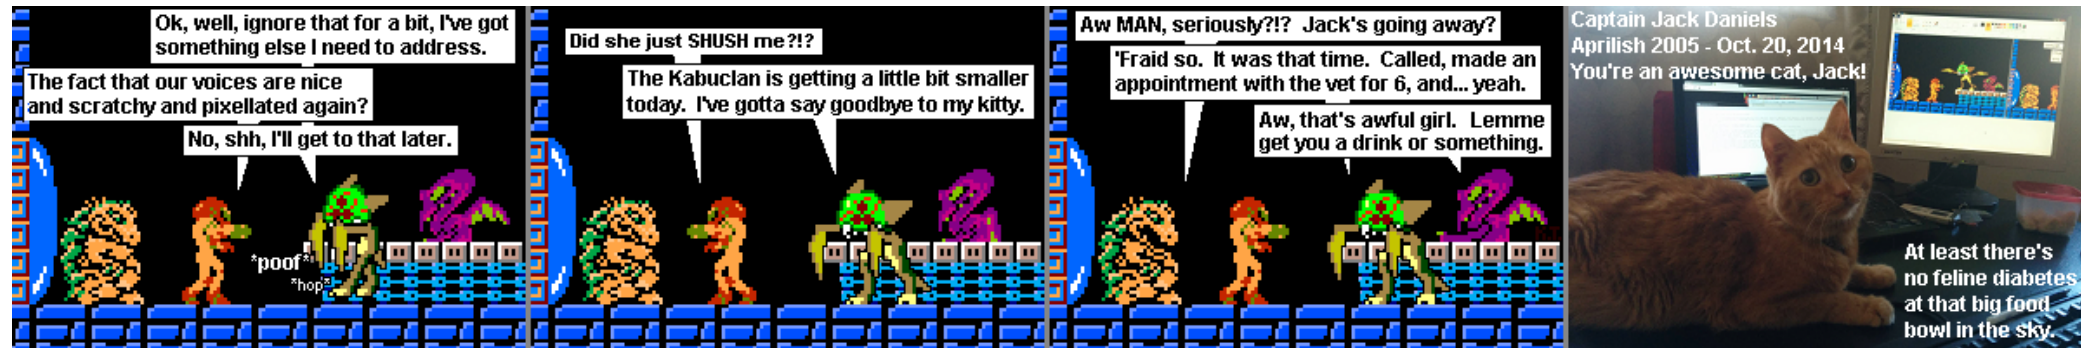 Ok, well, ignore that for a bit, I've got
something else I need to address.
The fact that our voices are nice
and scratchy and pixellated again?
No, shh, I'll get to that later.
*poof*
*hop*
Did she just SHUSH me?!?
The Kabuclan is getting a little bit smaller
today.  I've gotta say goodbye to my kitty.
Aw MAN, seriously?!?  Jack's going away?
'Fraid so.  It was that time.  Called, made an
appointment with the vet for 6, and... yeah.
Aw, that's awful girl.  Lemme
get you a drink or something.
Captain Jack Daniels
Aprilish 2005 - Oct. 20, 2014
You're an awesome cat, Jack!
At least there's
no feline diabetes
at that big food
bowl in the sky.